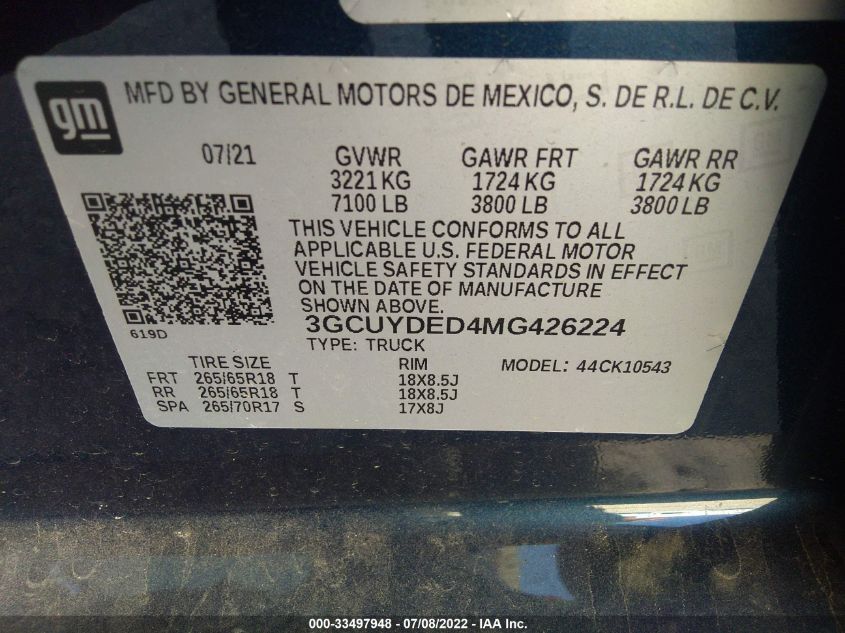 gm
MFD BY GENERAL MOTORS DE MEXICO, S. DE R.L. DE C.V.
07/21 GVWR GAWR FRT GAWR RR
3221 KG 1724 KG 1724 KG
7100 LB 3800 LB 3800 LB
THIS VEHICLE CONFORMS TO ALL
APPLICABLE U.S. FEDERAL MOTOR
VEHICLE SAFETY STANDARDS IN EFFECT
ON THE DATE OF MANUFACTURE
SHOWN ABOVE.
3GCUYDED4MG426224
619D
TYPE: TRUCK
TIRE SIZE RIM MODEL: 44CK10543
FRT 265/65R18 T 18X8.5J
RR 265/65R18 T 18X8.5J
SPA 265/70R17 S 17X8J
000-33497948 - 07/08/2022 - IAA Inc.